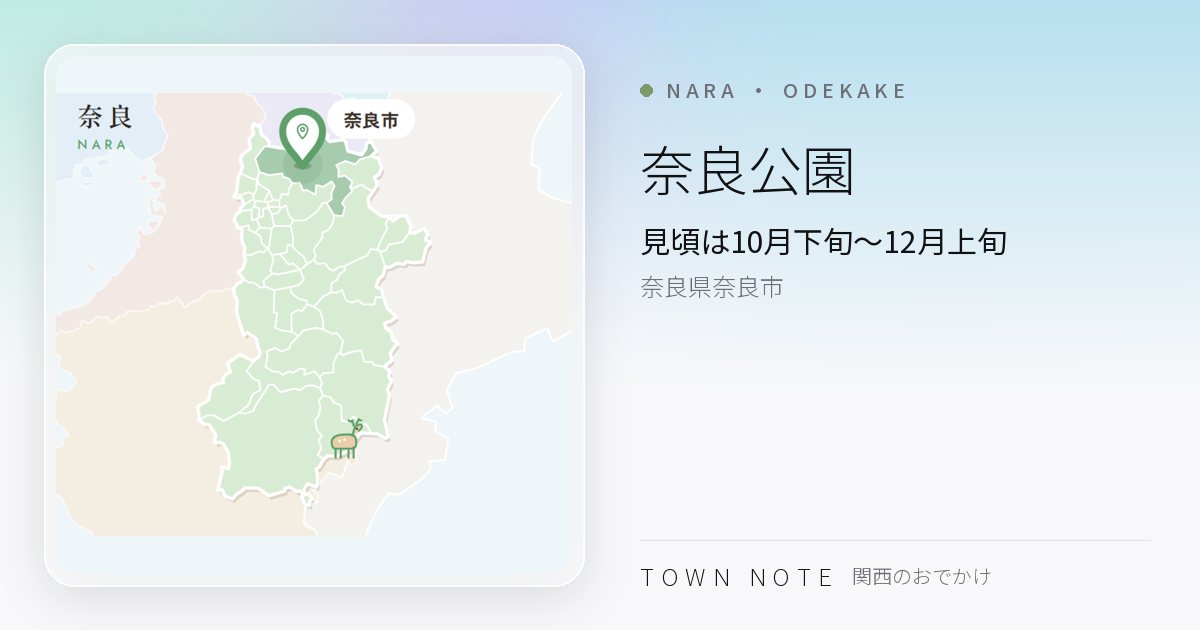 奈良
NARA
奈良市
NARA • ODEKAKE
奈良公園
見頃は10月下旬〜12月上旬
奈良県奈良市
TOWN NOTE 関西のおでかけ